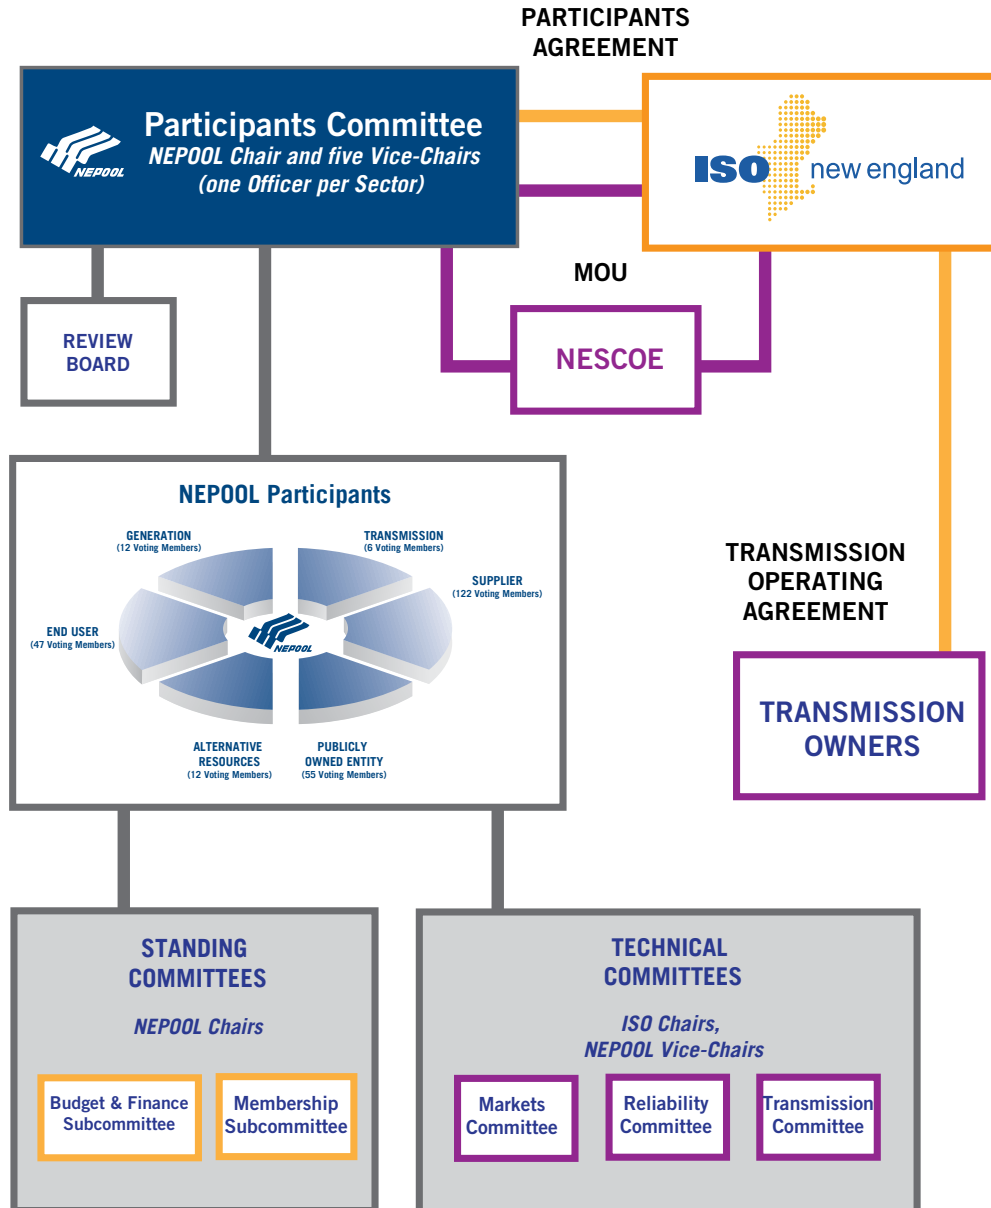 PARTICIPANTS
AGREEMENT
Participants Committee
NEPOOL Chair and five Vice-Chairs
(one Officer per Sector)
NEPOOL
ISO new england
MOU
REVIEW
BOARD
NESCOE
NEPOOL Participants
GENERATION
(12 Voting Members)
TRANSMISSION
(6 Voting Members)
SUPPLIER
(122 Voting Members)
END USER
(47 Voting Members)
NEPOOL
ALTERNATIVE
RESOURCES
(12 Voting Members)
PUBLICLY
OWNED ENTITY
(55 Voting Members)
TRANSMISSION
OPERATING
AGREEMENT
TRANSMISSION
OWNERS
STANDING
COMMITTEES
NEPOOL Chairs
Budget & Finance
Subcommittee
Membership
Subcommittee
TECHNICAL
COMMITTEES
ISO Chairs,
NEPOOL Vice-Chairs
Markets
Committee
Reliability
Committee
Transmission
Committee